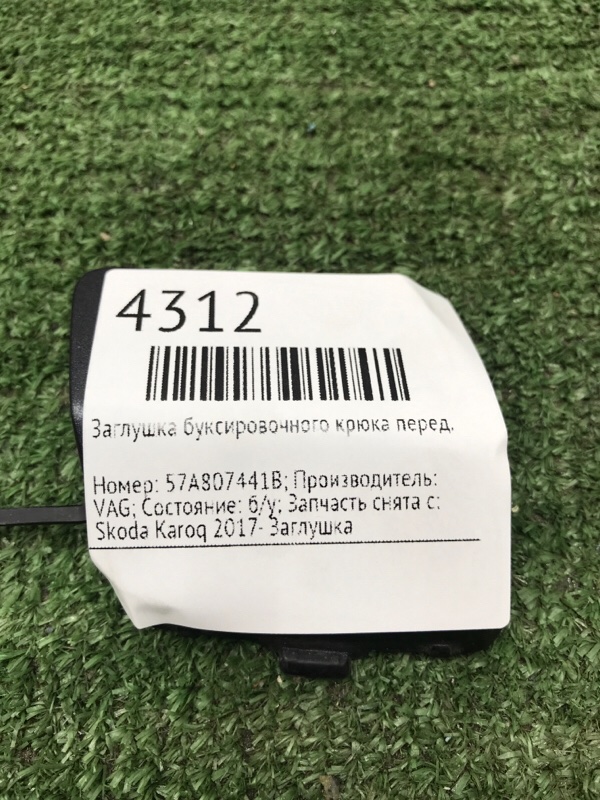 4312
Заглушка буксировочного крюка перед.
Номер: 57A807441B; Производитель:
VAG; Состояние: б/у; Запчасть снята с:
Skoda Karoq 2017- Заглушка